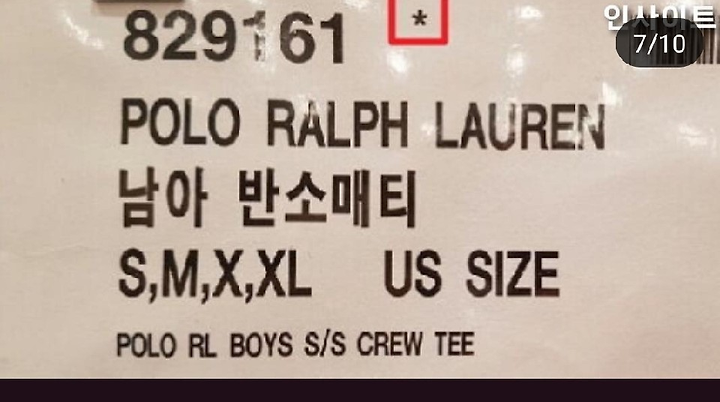 829161 *
인사이트
7/10
POLO RALPH LAUREN
남아 반소매티
S,M,X,XL US SIZE
POLO RL BOYS S/S CREW TEE